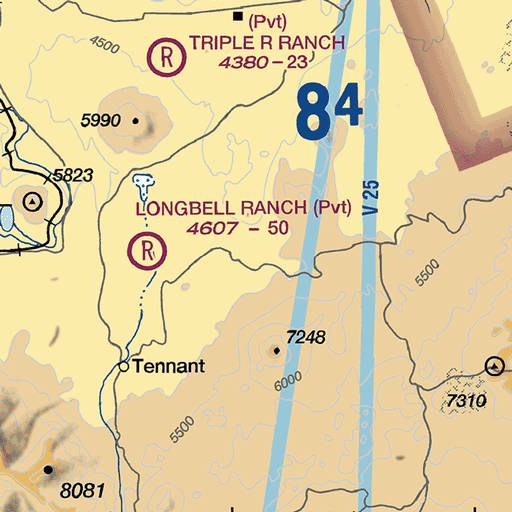 (Pvt)
R TRIPLE R RANCH
4380 – 23
4500
8⁴
5990
5823
LONGBELL RANCH (Pvt)
4607 – 50
R
V 25
5500
7248
Tennant
6000
7310
5500
8081